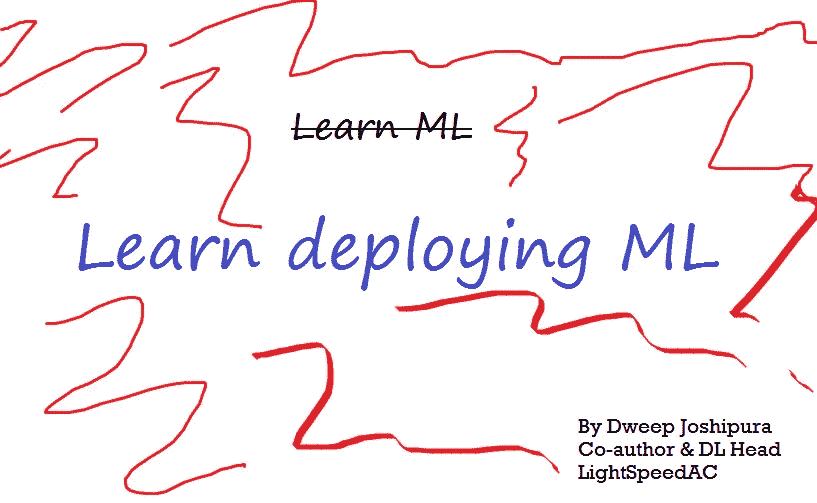 Learn ML
Learn deploying ML
By Dweep Joshipura
Co-author & DL Head
LightSpeedAC